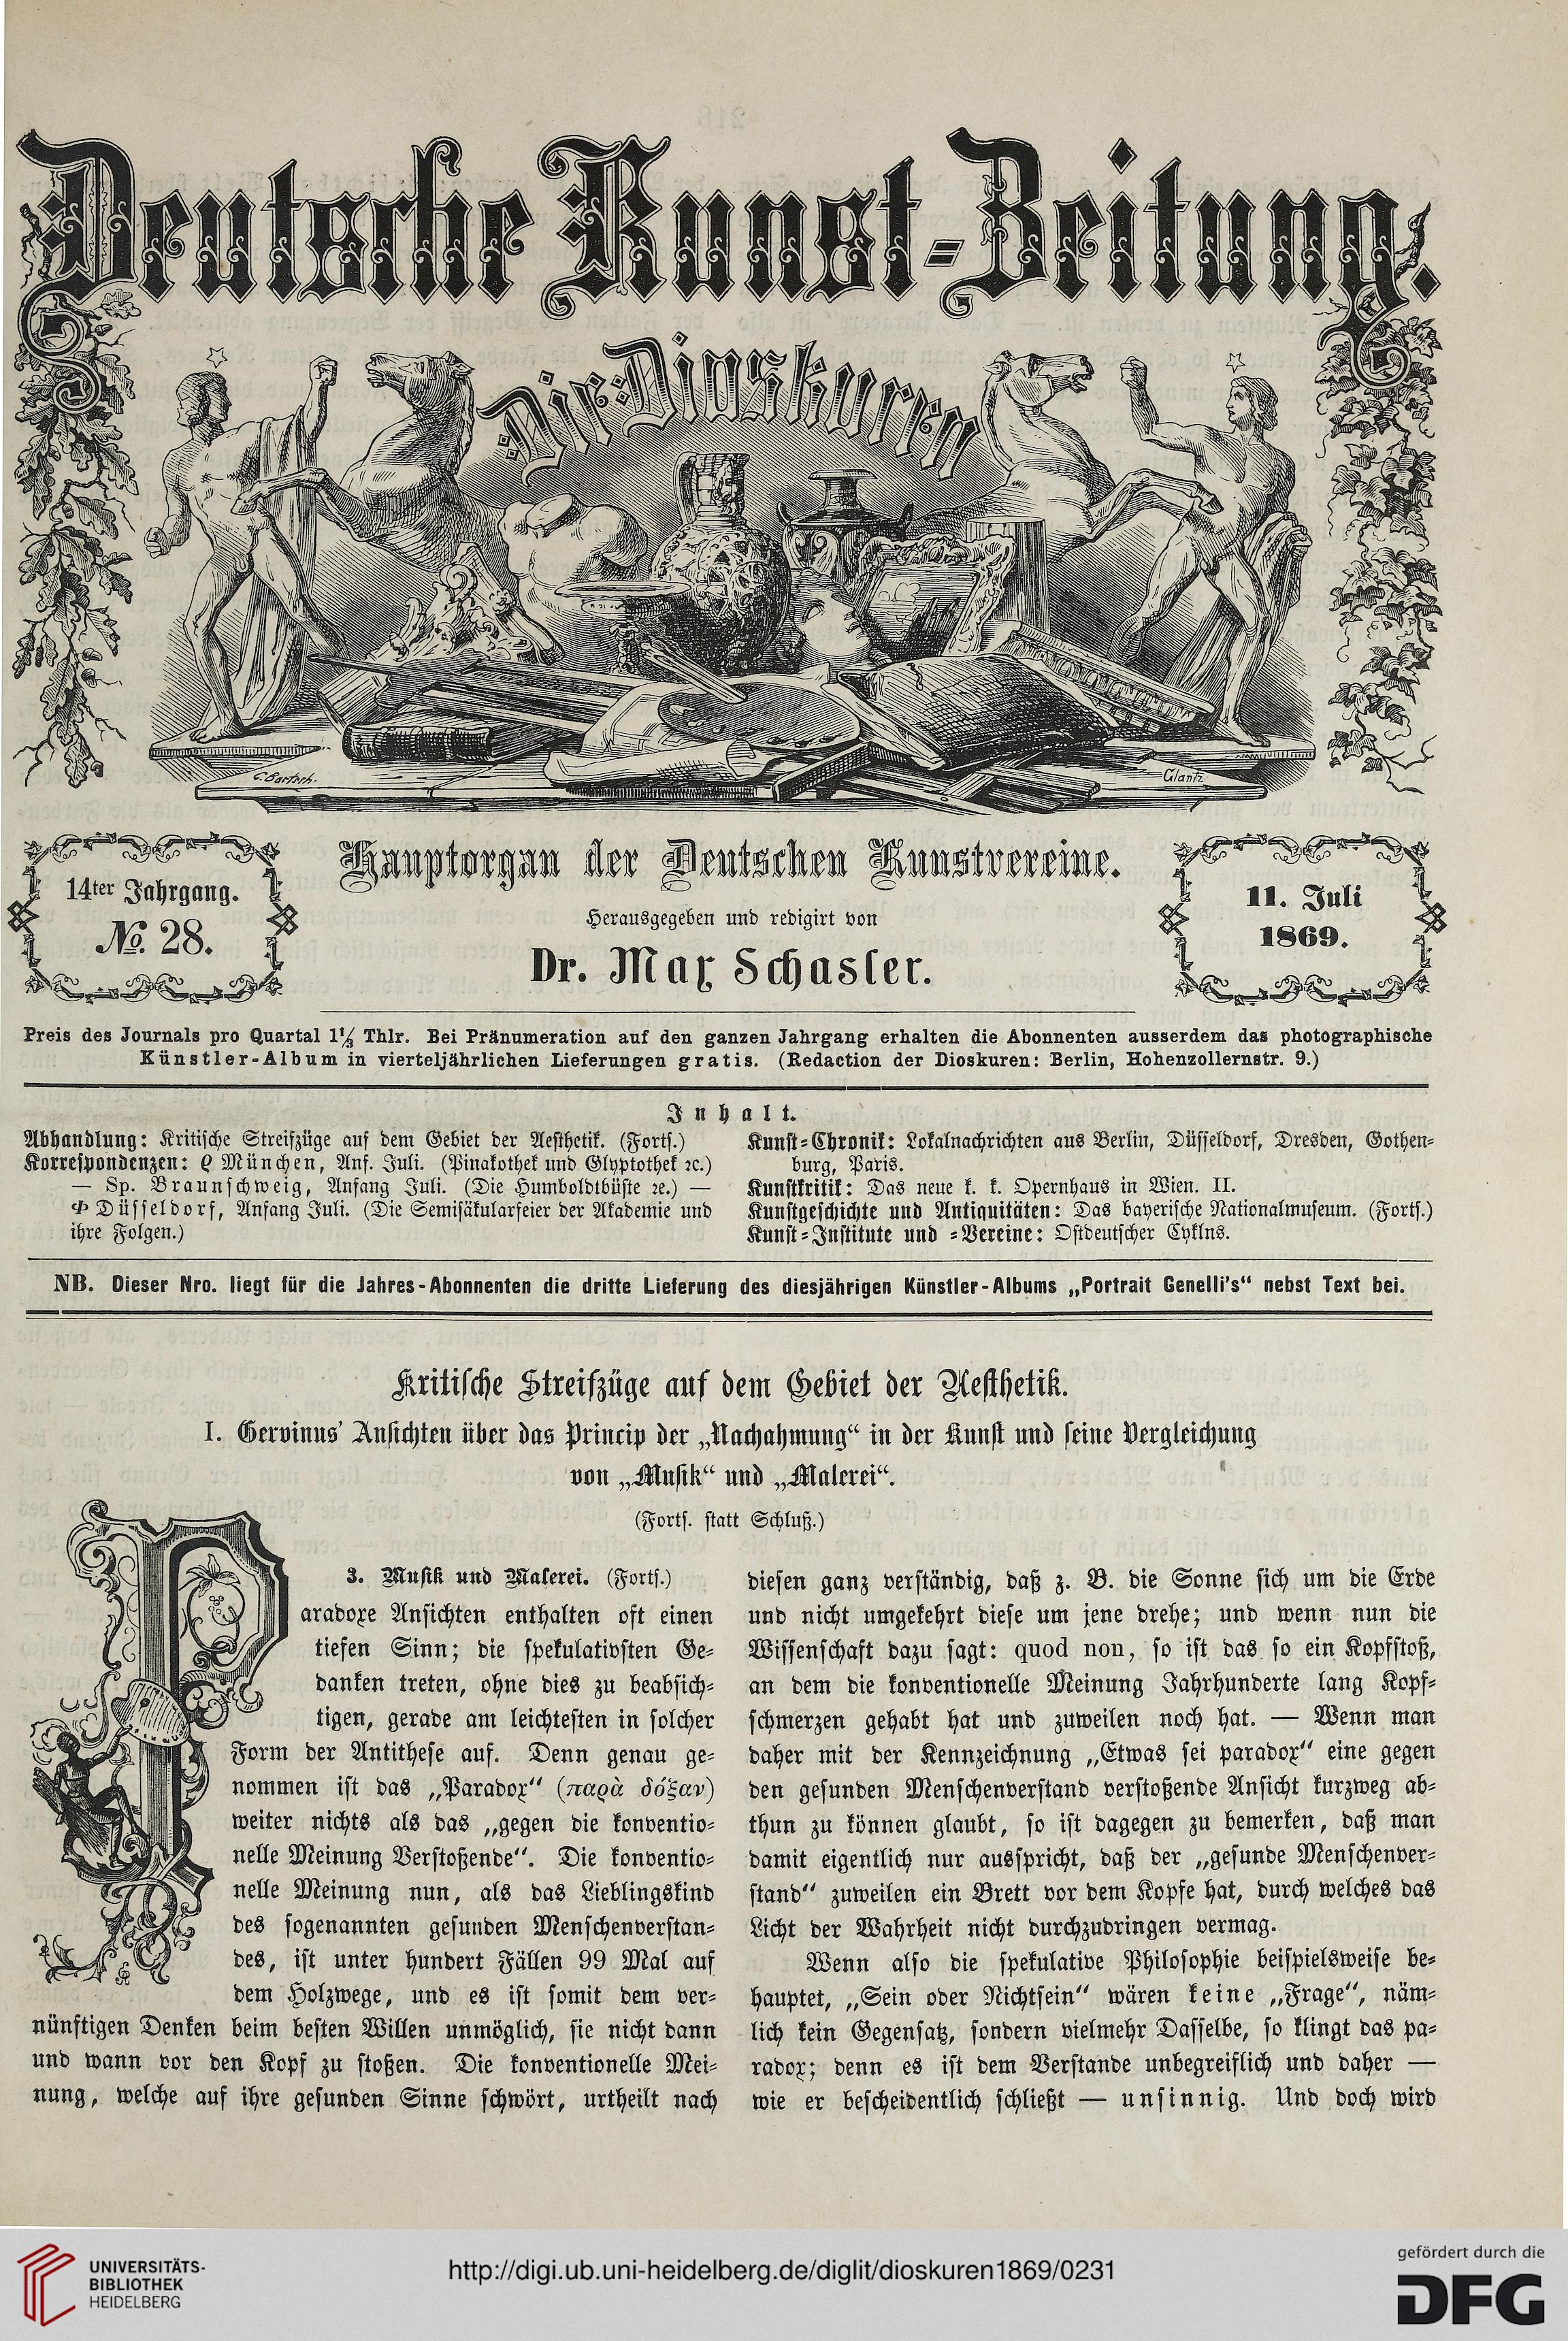 Deutsche Kunst-Zeitung.
Die Dioskuren
C. Bartsch.
Glantz
14ter Jahrgang.
No. 28.
Hauptorgan der Deutschen Kunstvereine.
Herausgegeben und redigirt von
Dr. Max Schasler.
11. Juli
1869.
Preis des Journals pro Quartal 1⅓ Thlr. Bei Pränumeration auf den ganzen Jahrgang erhalten die Abonnenten ausserdem das photographische
Künstler-Album in vierteljährlichen Lieferungen gratis. (Redaction der Dioskuren: Berlin, Hohenzollernstr. 9.)
Inhalt.
Abhandlung: Kritische Streifzüge auf dem Gebiet der Aesthetik. (Forts.)
Korrespondenzen: ϱ München, Anf. Juli. (Pinakothek und Glyptothek ꝛc.)
— Sp. Braunschweig, Anfang Juli. (Die Humboldtbüste ꝛc.) —
Φ Düsseldorf, Anfang Juli. (Die Semisäkularfeier der Akademie und
ihre Folgen.)
Kunst-Chronik: Lokalnachrichten aus Berlin, Düsseldorf, Dresden, Gothen-
burg, Paris.
Kunstkritik: Das neue k. k. Opernhaus in Wien. II.
Kunstgeschichte und Antiquitäten: Das bayerische Nationalmuseum. (Forts.)
Kunst-Institute und -Vereine: Ostdeutscher Cyklns.
NB. Dieser Nro. liegt für die Jahres-Abonnenten die dritte Lieferung des diesjährigen Künstler-Albums „Portrait Genelli's“ nebst Text bei.
Kritische Streifzüge auf dem Gebiet der Aesthetik.
I. Gervinus' Ansichten über das Princip der „Nachahmung“ in der Kunst und seine Vergleichung
von „Musik“ und „Malerei“.
(Forts. statt Schluß.)
3. Musik und Malerei. (Forts.)
Paradoxe Ansichten enthalten oft einen
tiefen Sinn; die spekulativsten Ge-
danken treten, ohne dies zu beabsich-
tigen, gerade am leichtesten in solcher
Form der Antithese auf. Denn genau ge-
nommen ist das „Paradox“ (παρὰ δόξαν)
weiter nichts als das „gegen die konventio-
nelle Meinung Verstoßende“. Die konventio-
nelle Meinung nun, als das Lieblingskind
des sogenannten gesunden Menschenverstan-
des, ist unter hundert Fällen 99 Mal auf
dem Holzwege, und es ist somit dem ver-
nünftigen Denken beim besten Willen unmöglich, sie nicht dann
und wann vor den Kopf zu stoßen. Die konventionelle Mei-
nung, welche auf ihre gesunden Sinne schwört, urtheilt nach
diesen ganz verständig, daß z. B. die Sonne sich um die Erde
und nicht umgekehrt diese um jene drehe; und wenn nun die
Wissenschaft dazu sagt: quod non, so ist das so ein Kopfstoß,
an dem die konventionelle Meinung Jahrhunderte lang Kopf-
schmerzen gehabt hat und zuweilen noch hat. — Wenn man
daher mit der Kennzeichnung „Etwas sei paradox“ eine gegen
den gesunden Menschenverstand verstoßende Ansicht kurzweg ab-
thun zu können glaubt, so ist dagegen zu bemerken, daß man
damit eigentlich nur ausspricht, daß der „gesunde Menschenver-
stand“ zuweilen ein Brett vor dem Kopfe hat, durch welches das
Licht der Wahrheit nicht durchzudringen vermag.
Wenn also die spekulative Philosophie beispielsweise be-
hauptet, „Sein oder Nichtsein“ wären keine „Frage“, näm-
lich kein Gegensatz, sondern vielmehr Dasselbe, so klingt das pa-
radox; denn es ist dem Verstande unbegreiflich und daher —
wie er bescheidentlich schließt — unsinnig. Und doch wird
UNIVERSITÄTS-
BIBLIOTHEK
HEIDELBERG
http://digi.ub.uni-heidelberg.de/diglit/dioskuren1869/0231
gefördert durch die
DFG